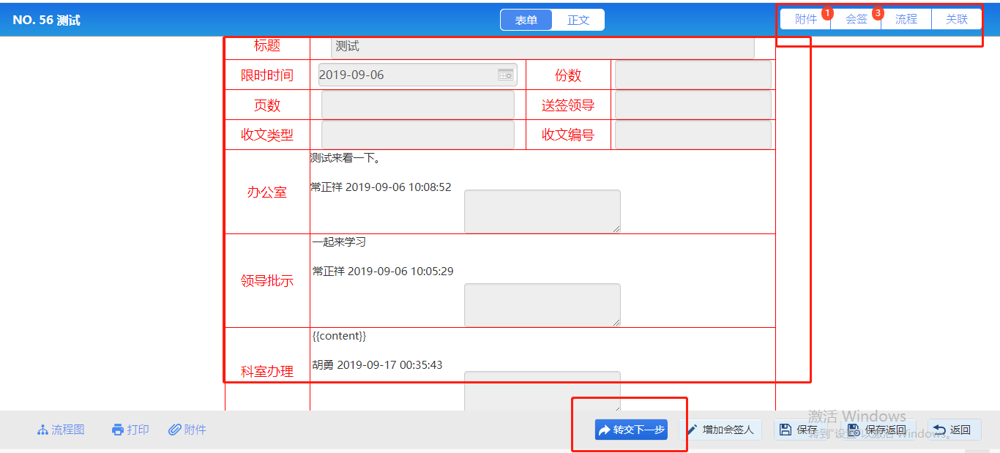 NO. 56 测试
表单 正文
附件 1 会签 3 流程 关联
标题 测试
限时时间 2019-09-06 份数
页数 送签领导
收文类型 收文编号
测试来看一下。
办公室
常正祥 2019-09-06 10:08:52
一起来学习
常正祥 2019-09-06 10:05:29
领导批示
{{content}}
胡勇 2019-09-17 00:35:43
科室办理
激活 Windows
流程图 打印 附件 转交下一步 增加会签人 保存 保存返回 返回
转到"设置"以激活 Windows。